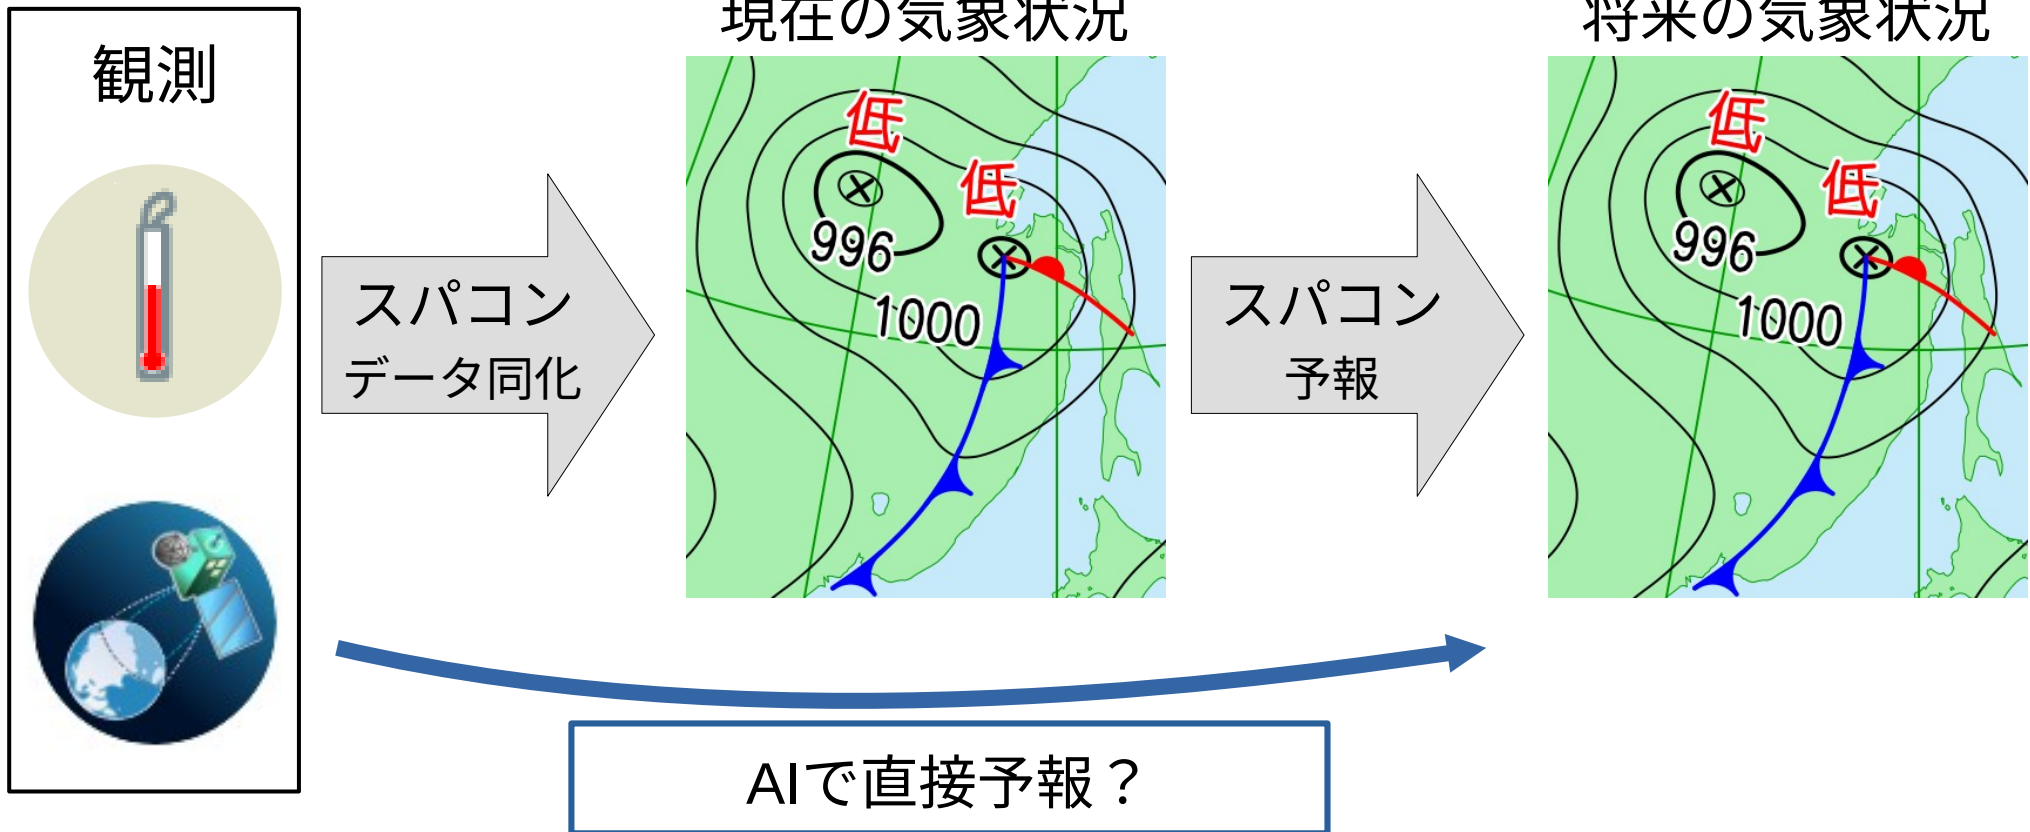 観測
スパコン
データ同化
現在の気象状況
低
低
996
1000
スパコン
予報
将来の気象状況
低
低
996
1000
AIで直接予報？